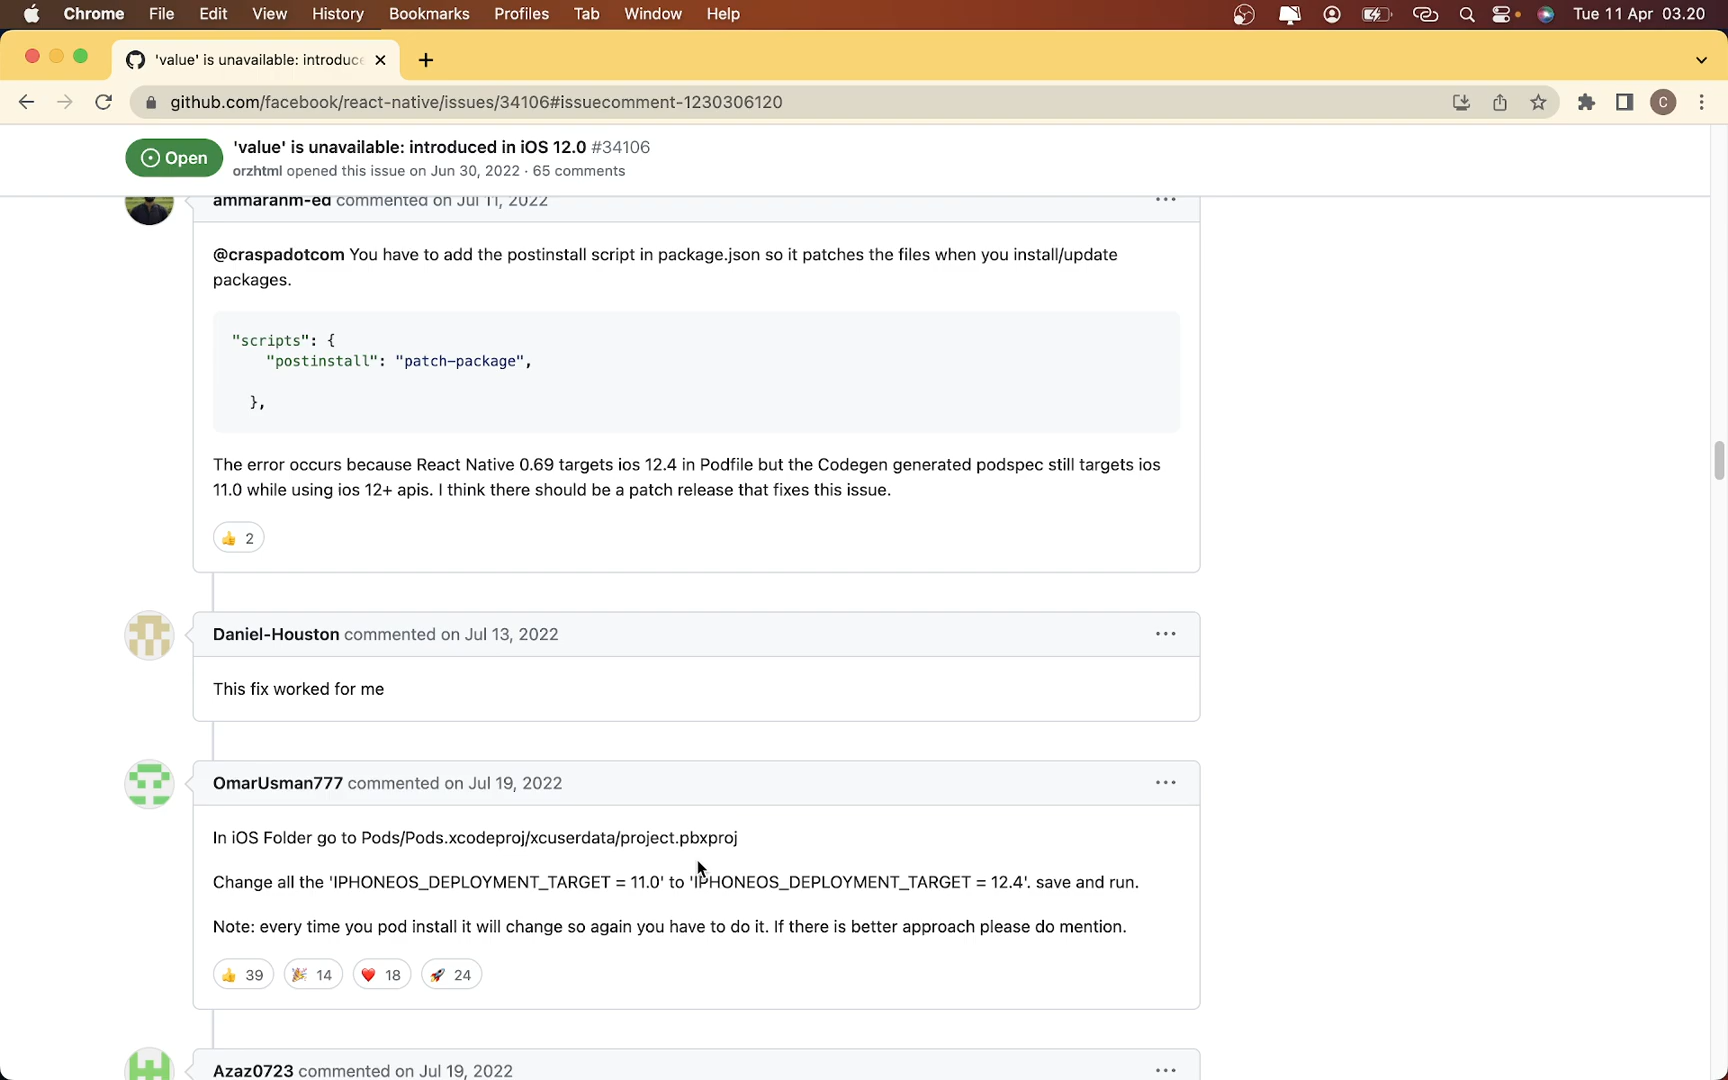 Chrome File Edit View History Bookmarks Profiles Tab Window Help Tue 11 Apr 03.20
'value' is unavailable: introduce
github.com/facebook/react-native/issues/34106#issuecomment-1230306120 C
Open
'value' is unavailable: introduced in iOS 12.0 #34106
orzhtml opened this issue on Jun 30, 2022 · 65 comments
ammarahm-ed commented on Jul 11, 2022
@craspadotcom You have to add the postinstall script in package.json so it patches the files when you install/update
packages.
"scripts": {
"postinstall": "patch-package",
},
The error occurs because React Native 0.69 targets ios 12.4 in Podfile but the Codegen generated podspec still targets ios
11.0 while using ios 12+ apis. I think there should be a patch release that fixes this issue.
👍 2
Daniel-Houston commented on Jul 13, 2022
This fix worked for me
OmarUsman777 commented on Jul 19, 2022
In iOS Folder go to Pods/Pods.xcodeproj/xcuserdata/project.pbxproj
Change all the 'IPHONEOS_DEPLOYMENT_TARGET = 11.0' to 'IPHONEOS_DEPLOYMENT_TARGET = 12.4'. save and run.
Note: every time you pod install it will change so again you have to do it. If there is better approach please do mention.
👍 39 🎉 14 ❤️ 18 🚀 24
Azaz0723 commented on Jul 19, 2022